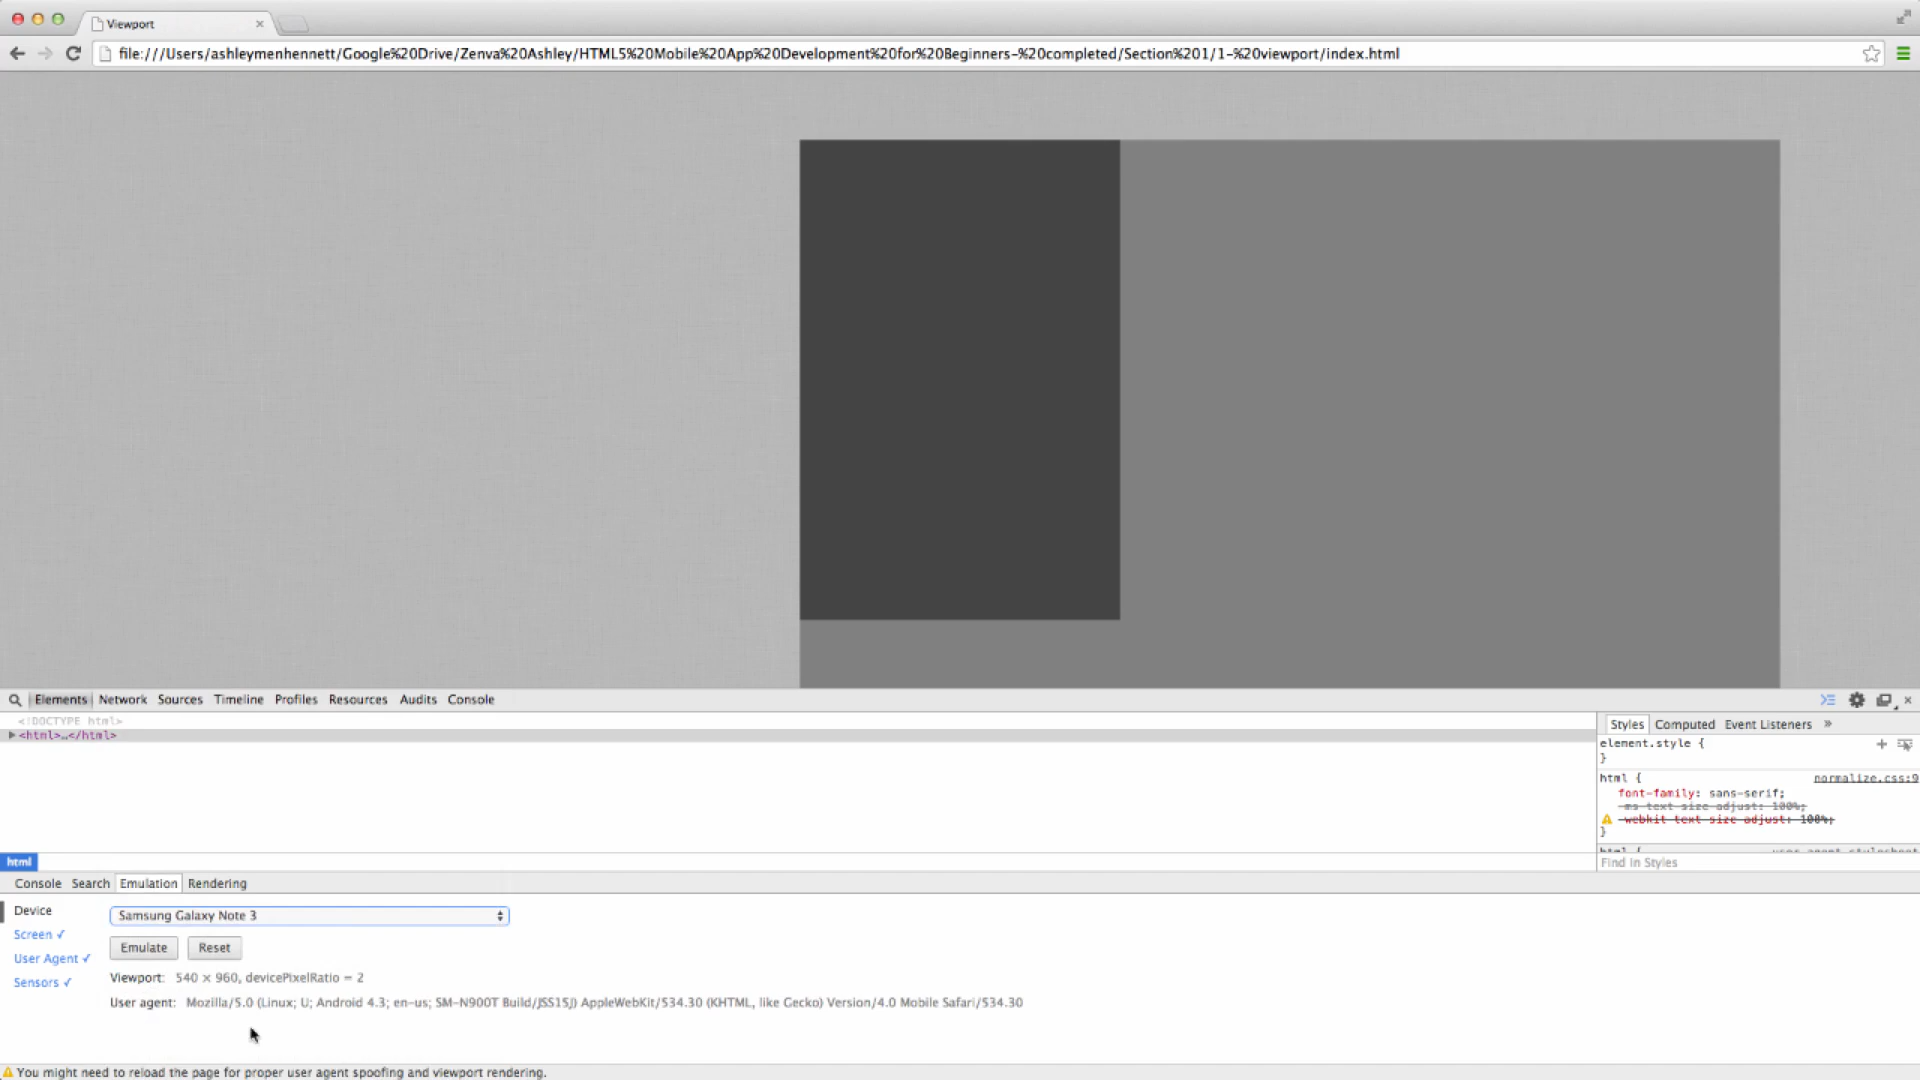 Viewport
file:///Users/ashleymenhennett/Google%20Drive/Zenva%20Ashley/HTML5%20Mobile%20App%20Development%20for%20Beginners-%20completed/Section%201/1-%20viewport/index.html
Elements Network Sources Timeline Profiles Resources Audits Console
<!DOCTYPE html>
<html>…</html>
Styles Computed Event Listeners »
element.style {
}
html { normalize.css:9
font-family: sans-serif;
-ms-text-size-adjust: 100%;
-webkit-text-size-adjust: 100%;
}
html { user agent stylesheet
html
Find in Styles
Console Search Emulation Rendering
Device
Screen ✓
User Agent ✓
Sensors ✓
Samsung Galaxy Note 3
Emulate Reset
Viewport: 540 × 960, devicePixelRatio = 2
User agent: Mozilla/5.0 (Linux; U; Android 4.3; en-us; SM-N900T Build/JSS15J) AppleWebKit/534.30 (KHTML, like Gecko) Version/4.0 Mobile Safari/534.30
You might need to reload the page for proper user agent spoofing and viewport rendering.